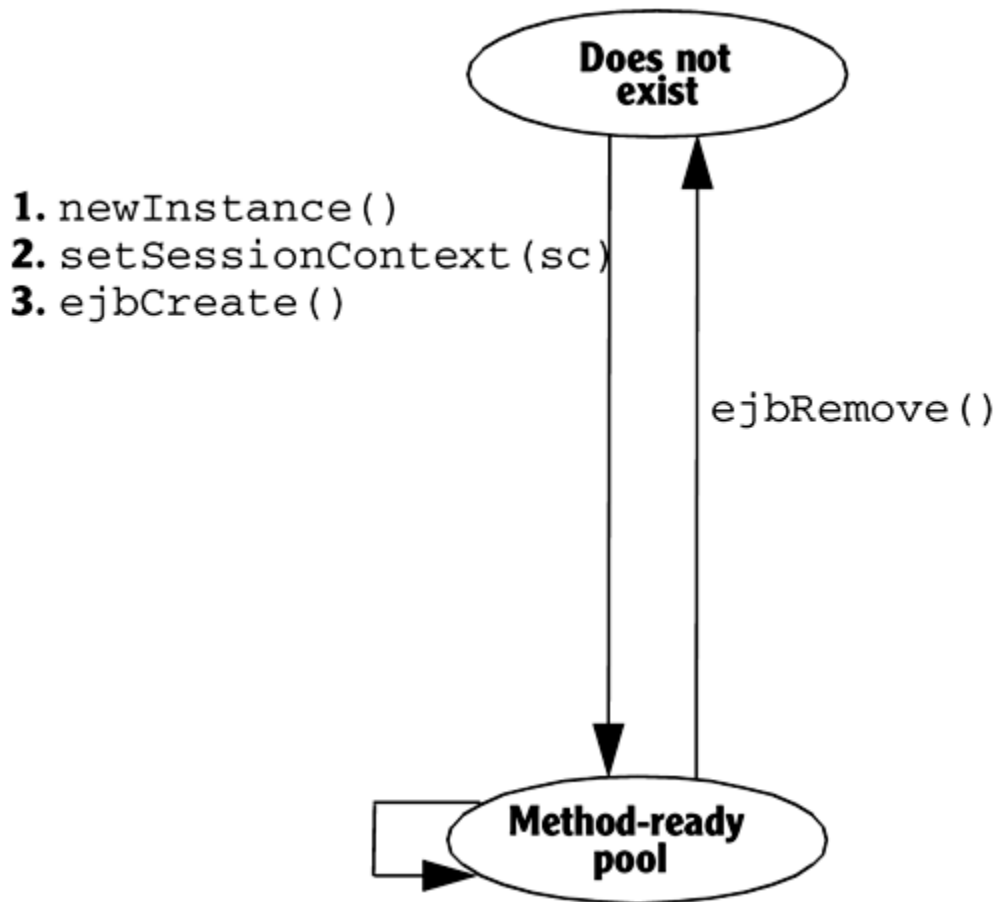 Does not
exist
1. newInstance()
2. setSessionContext(sc)
3. ejbCreate()
ejbRemove()
Method-ready
pool